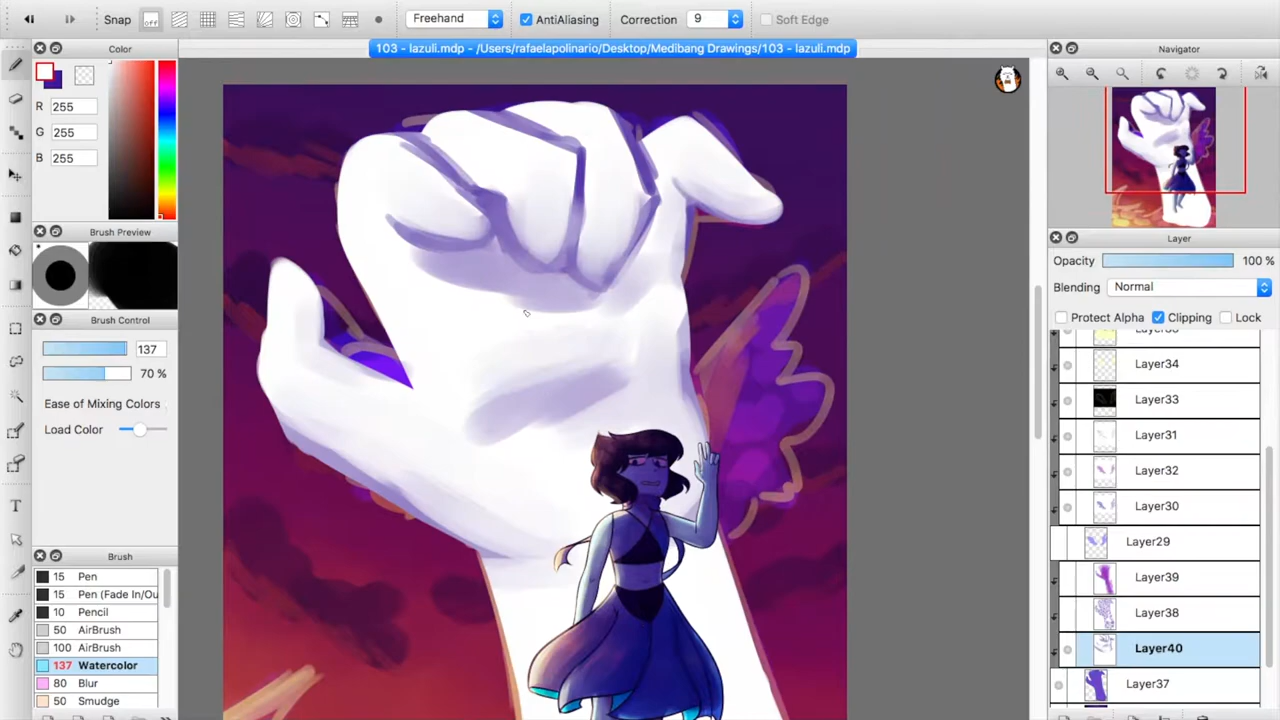 Snap
off
Freehand
AntiAliasing
Correction
9
Soft Edge
103 - lazuli.mdp - /Users/rafaelapolinario/Desktop/Medibang Drawings/103 - lazuli.mdp
Color
R 255
G 255
B 255
Brush Preview
Brush Control
137
70 %
Ease of Mixing Colors
Load Color
Brush
15 Pen
15 Pen (Fade In/Ou
10 Pencil
50 AirBrush
100 AirBrush
137 Watercolor
80 Blur
50 Smudge
T
Navigator
Layer
Opacity 100 %
Blending Normal
Protect Alpha Clipping Lock
Layer34
Layer33
Layer31
Layer32
Layer30
Layer29
Layer39
Layer38
Layer40
Layer37